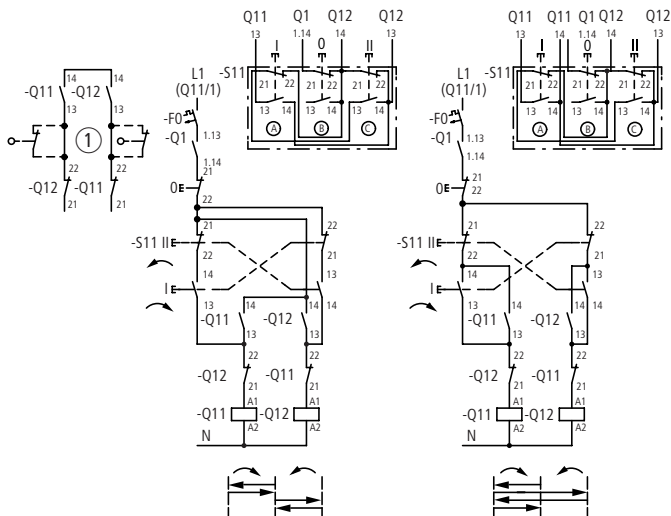 Q11 Q1 Q12 Q12
13 1.14 14 13
I 0 II
-S11
21 22 21 22 21 22
13 14 13 14 13 14
A B C
14 14
-Q11 -Q12
13 13
1
22 22
-Q12 -Q11
21 21
L1
(Q11/1)
-F0
-Q1 1.13
1.14
21
0
22
21 22
-S11 II
22 21
14 13
I
13 14
14 14
-Q11 -Q12
13 13
22 22
-Q12 -Q11
21 21
A1 A1
-Q11 -Q12
A2 A2
N
Q11 Q11 Q1 Q12 Q12
13 14 1.14 14 13
I 0 II
-S11
21 22 21 22 21 22
13 14 13 14 13 14
A B C
L1
(Q11/1)
-F0
-Q1 1.13
1.14
21
0
22
21 22
-S11 II
22 21
14 13
I
13 14
14 14
-Q11 -Q12
13 13
22 22
-Q12 -Q11
21 21
A1 A1
-Q11 -Q12
A2 A2
N